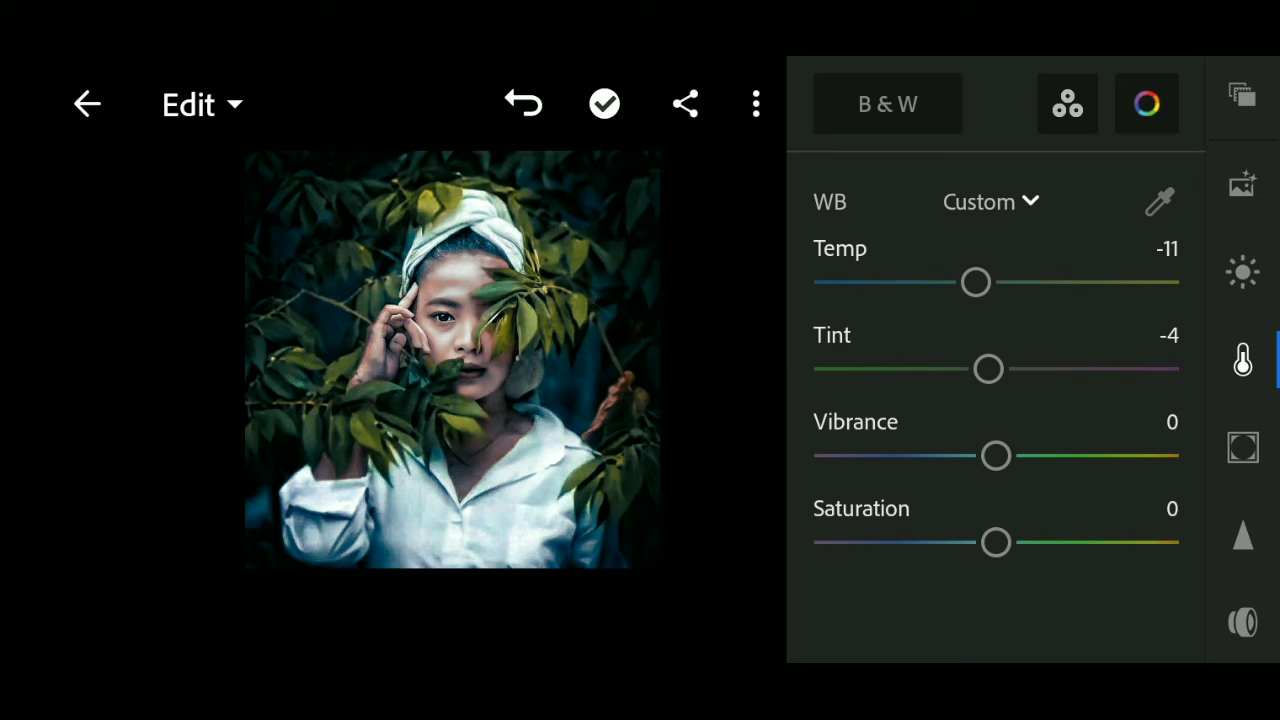 Edit
B & W
WB Custom
Temp -11
Tint -4
Vibrance 0
Saturation 0